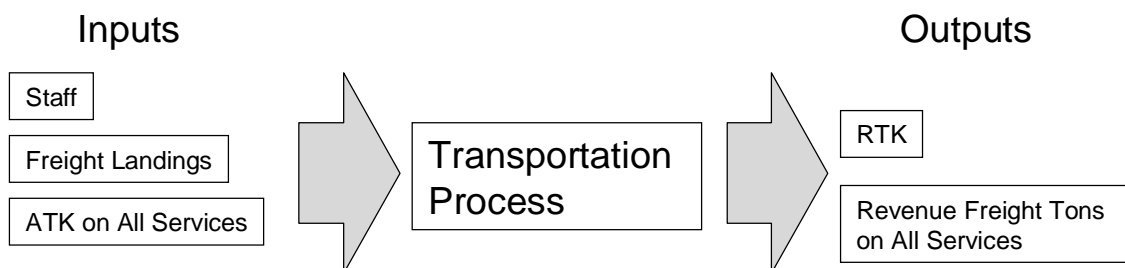 Inputs
Staff
Freight Landings
ATK on All Services
Transportation
Process
Outputs
RTK
Revenue Freight Tons
on All Services